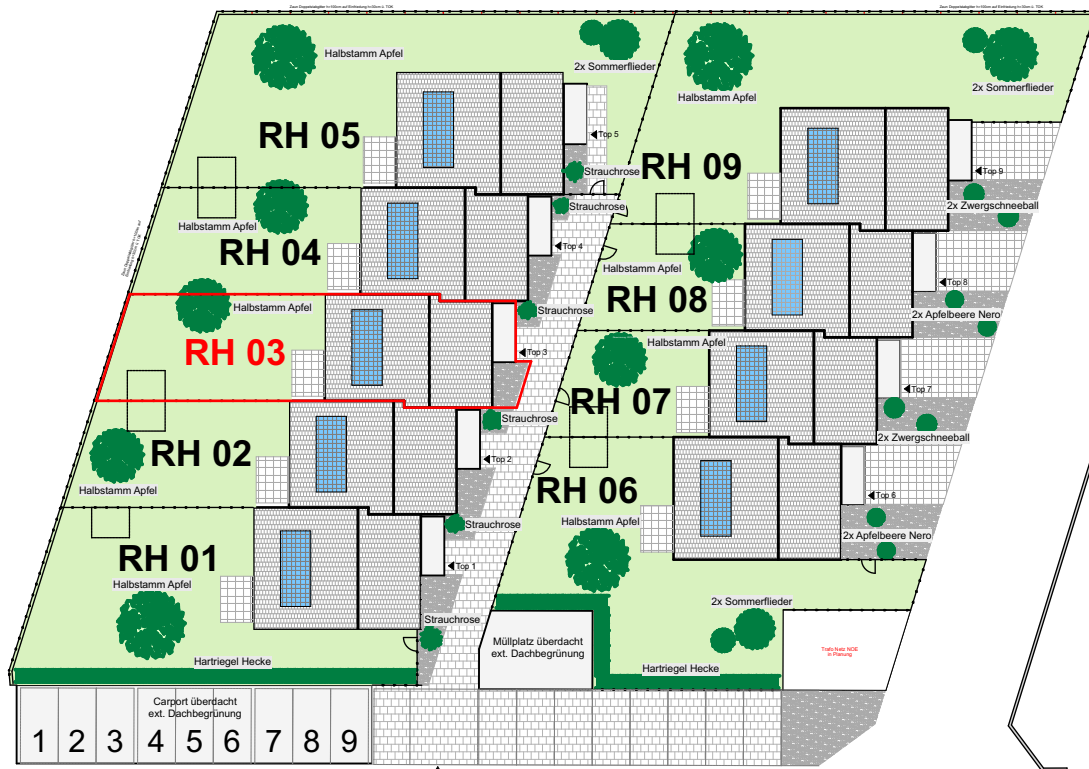 Halbstamm Apfel
2x Sommerflieder
Halbstamm Apfel
2x Sommerflieder
RH 05
Top 5
Strauchrose
RH 09
Top 9
2x Zwergschneeball
Strauchrose
Halbstamm Apfel
RH 04
Top 4
Halbstamm Apfel
RH 08
Top 8
2x Apfelbeere Nero
Halbstamm Apfel
Strauchrose
RH 03
Top 3
Halbstamm Apfel
RH 07
Top 7
2x Zwergschneeball
Strauchrose
RH 02
Top 2
Halbstamm Apfel
RH 06
Top 6
2x Apfelbeere Nero
Halbstamm Apfel
Strauchrose
RH 01
Top 1
Halbstamm Apfel
Strauchrose
2x Sommerflieder
Müllplatz überdacht
ext. Dachbegrünung
Trafo Netz NOE
in Planung
Hartriegel Hecke
Hartriegel Hecke
Carport überdacht
ext. Dachbegrünung
1 2 3 4 5 6 7 8 9